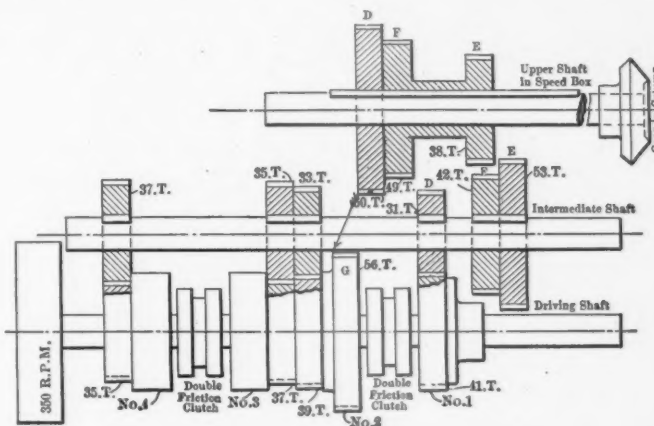 D
F
E
Upper Shaft
in Speed Box
38.T.
E
35.T.
33.T.
49.T.
42.T.
F
53.T.
37.T.
D
31.T.
Intermediate Shaft
G
56.T.
Driving Shaft
350 R.P.M.
35.T.
Double
Friction
Clutch
Double
Friction
Clutch
No.4
No.3
37.T.
39.T.
No.2
No.1
41.T.